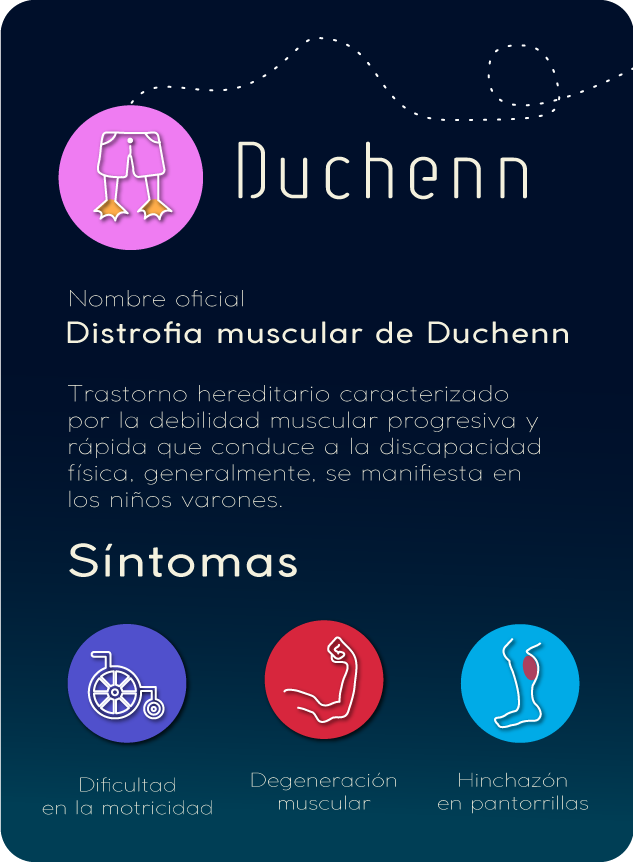 Duchenn
Nombre oficial
Distrofia muscular de Duchenn
Trastorno hereditario caracterizado
por la debilidad muscular progresiva y
rápida que conduce a la discapacidad
física, generalmente, se manifiesta en
los niños varones.
Síntomas
Dificultad
en la motricidad
Degeneración
muscular
Hinchazón
en pantorrillas